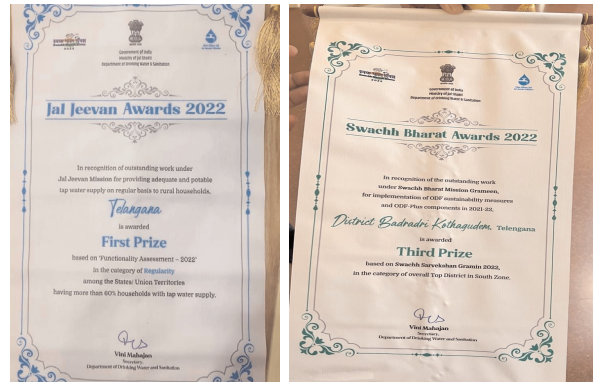 Government of India
Ministry of Jal Shakti
Department of Drinking Water & Sanitation
Jal Jeevan Awards 2022
In recognition of outstanding work under
Jal Jeevan Mission for providing adequate and potable
tap water supply on regular basis to rural households,
Telangana
is awarded
First Prize
based on 'Functionality Assessment – 2022'
in the category of Regularity
among the States/ Union Territories
having more than 60% households with tap water supply.
Vini Mahajan
Secretary,
Department of Drinking Water and Sanitation
Government of India
Ministry of Jal Shakti
Department of Drinking Water & Sanitation
Swachh Bharat Awards 2022
In recognition of the outstanding work
under Swachh Bharat Mission Grameen,
for implementation of ODF sustainability measures
and ODF-Plus components in 2021-22,
District Badradri Kothagudem Telengana
is awarded
Third Prize
based on Swachh Survekshan Gramin 2022,
in the category of overall Top District in South Zone.
Vini Mahajan
Secretary,
Department of Drinking Water and Sanitation